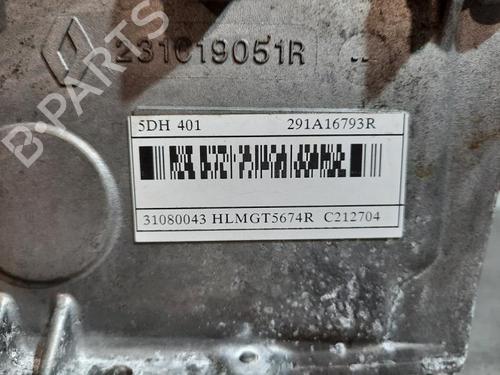 231C19051R
B-PARTS
5DH 401 291A16793R
31080043 HLMGT5674R C212704